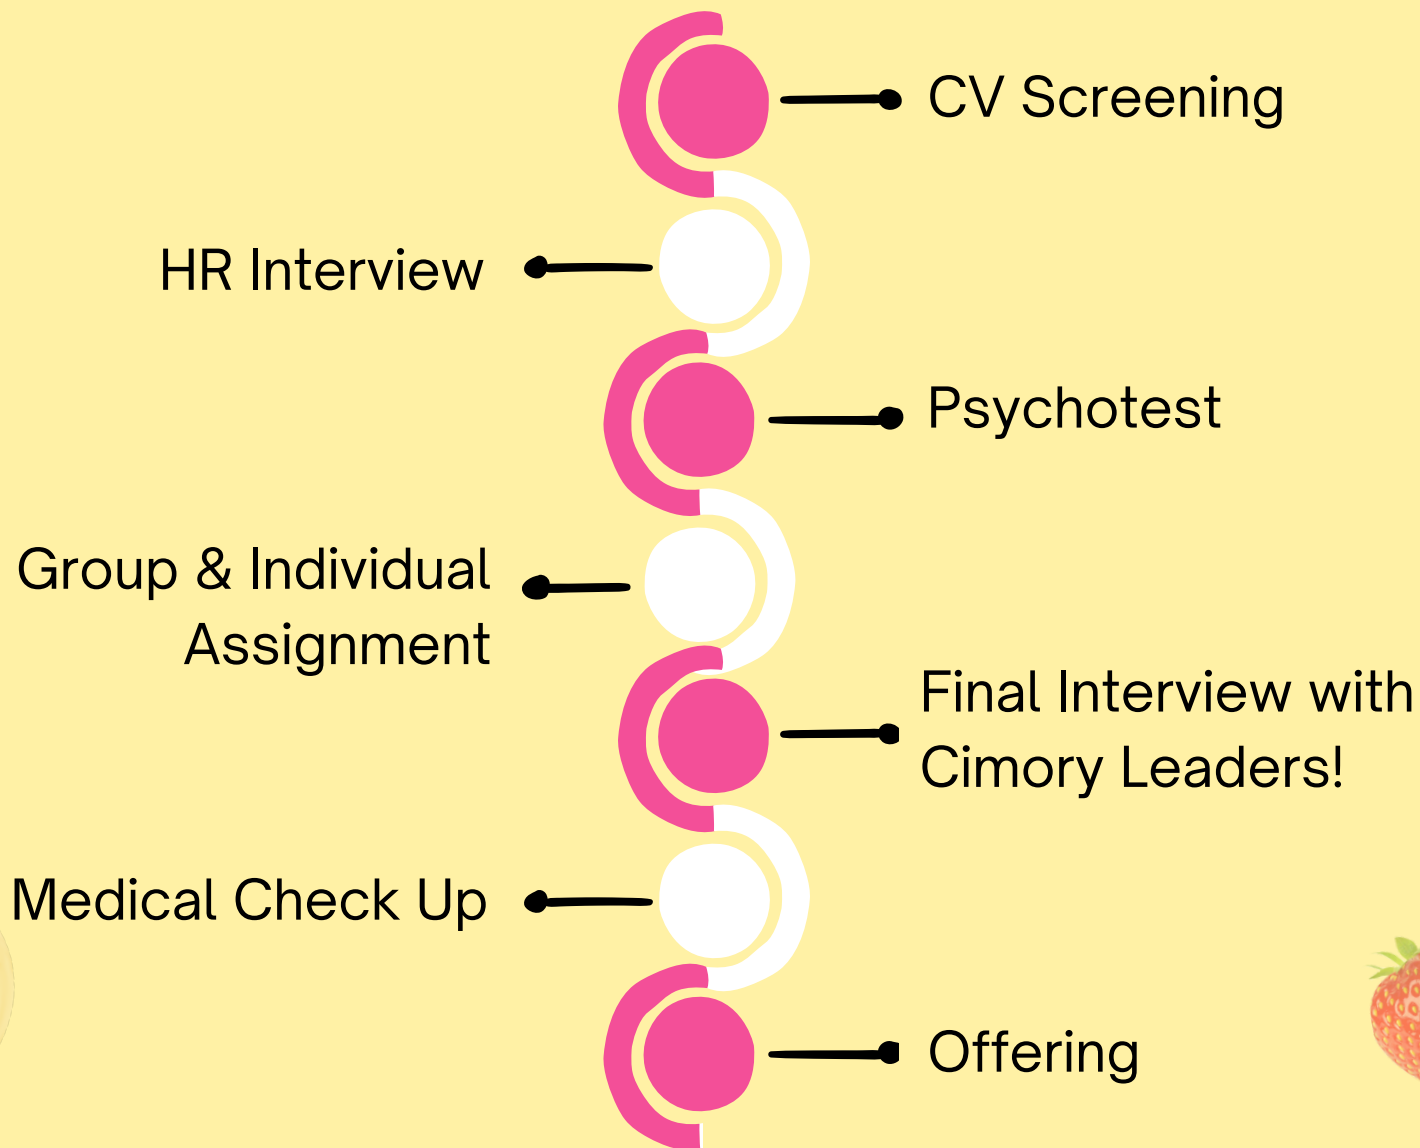 CV Screening
HR Interview
Psychotest
Group & Individual
Assignment
Final Interview with
Cimory Leaders!
Medical Check Up
Offering